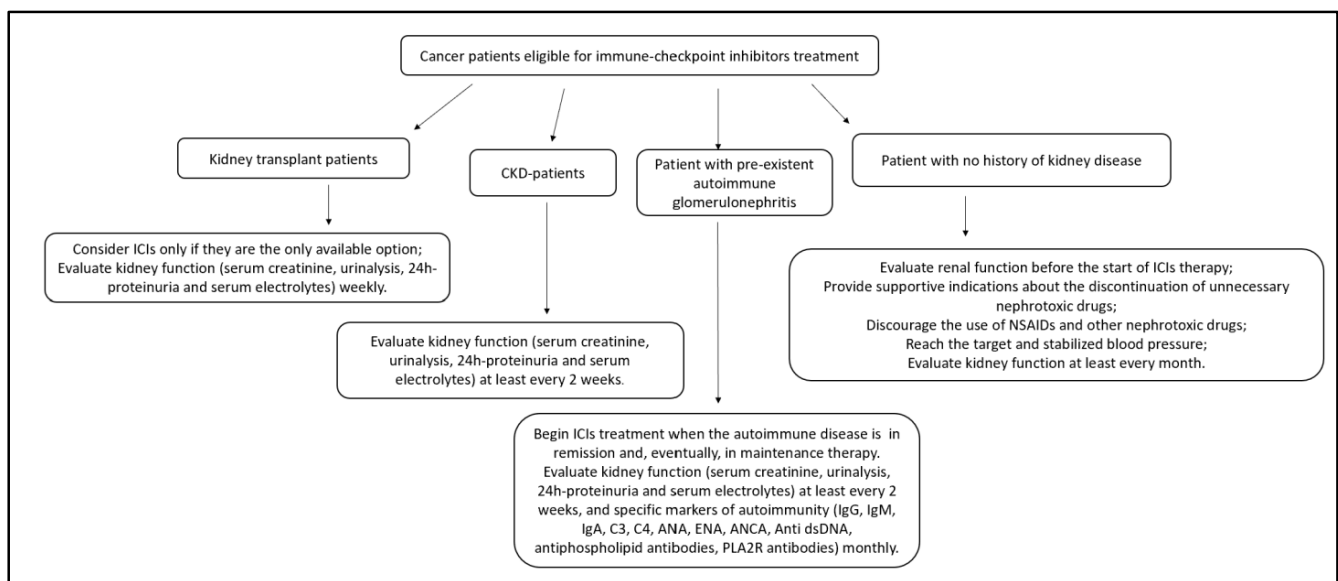 Cancer patients eligible for immune-checkpoint inhibitors treatment
Kidney transplant patients
Consider ICIs only if they are the only available option;
Evaluate kidney function (serum creatinine, urinalysis, 24h-
proteinuria and serum electrolytes) weekly.
CKD-patients
Evaluate kidney function (serum creatinine,
urinalysis, 24h-proteinuria and serum
electrolytes) at least every 2 weeks.
Patient with pre-existent
autoimmune
glomerulonephritis
Begin ICIs treatment when the autoimmune disease is in
remission and, eventually, in maintenance therapy.
Evaluate kidney function (serum creatinine, urinalysis,
24h-proteinuria and serum electrolytes) at least every 2
weeks, and specific markers of autoimmunity (IgG, IgM,
IgA, C3, C4, ANA, ENA, ANCA, Anti dsDNA,
antiphospholipid antibodies, PLA2R antibodies) monthly.
Patient with no history of kidney disease
Evaluate renal function before the start of ICIs therapy;
Provide supportive indications about the discontinuation of unnecessary
nephrotoxic drugs;
Discourage the use of NSAIDs and other nephrotoxic drugs;
Reach the target and stabilized blood pressure;
Evaluate kidney function at least every month.